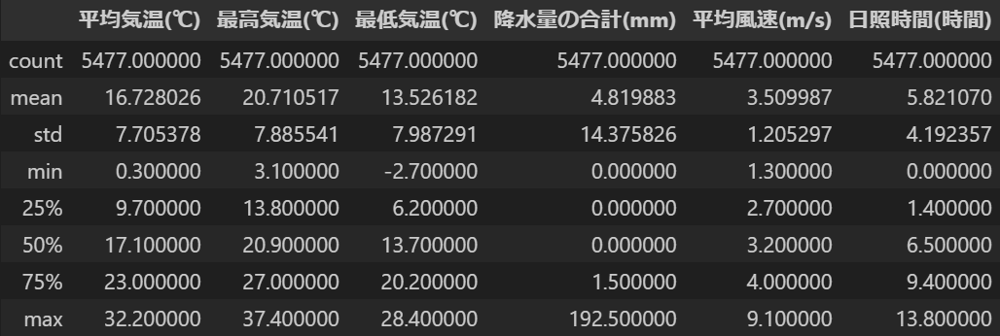 平均気温(℃) 最高気温(℃) 最低気温(℃) 降水量の合計(mm) 平均風速(m/s) 日照時間(時間)
count 5477.000000 5477.000000 5477.000000 5477.000000 5477.000000 5477.000000
mean 16.728026 20.710517 13.526182 4.819883 3.509987 5.821070
std 7.705378 7.885541 7.987291 14.375826 1.205297 4.192357
min 0.300000 3.100000 -2.700000 0.000000 1.300000 0.000000
25% 9.700000 13.800000 6.200000 0.000000 2.700000 1.400000
50% 17.100000 20.900000 13.700000 0.000000 3.200000 6.500000
75% 23.000000 27.000000 20.200000 1.500000 4.000000 9.400000
max 32.200000 37.400000 28.400000 192.500000 9.100000 13.800000